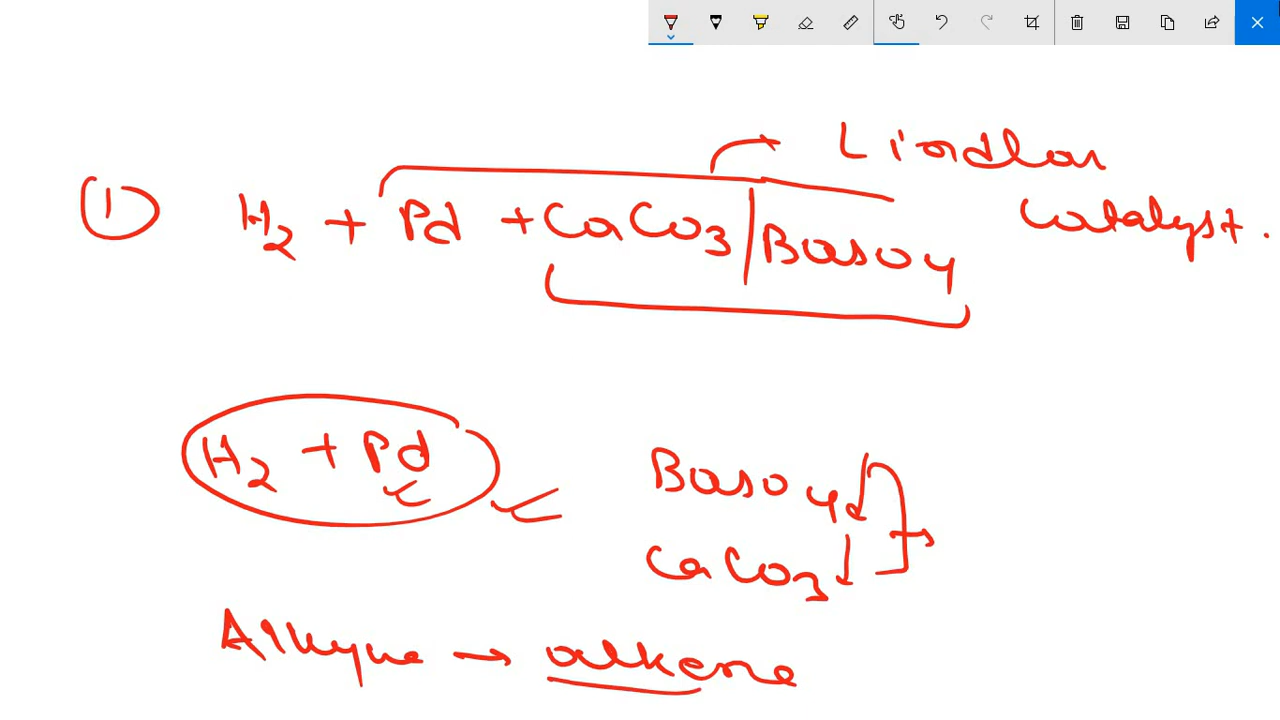 Lindlar
① H2 + Pd + CaCo3 | Baso4 catalyst.
H2 + Pd Baso4 ↓
CaCo3 ↓
Alkyne → alkene